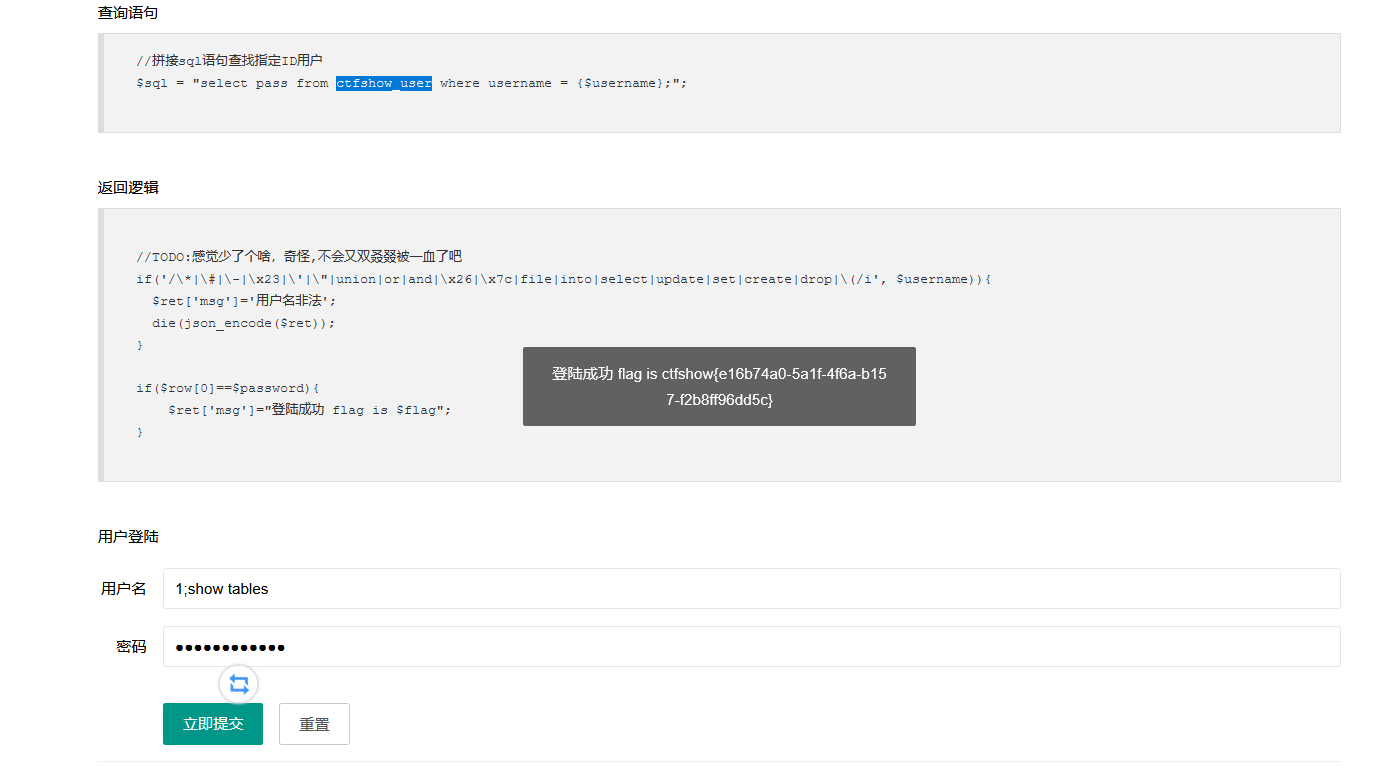 查询语句
//拼接sql语句查找指定ID用户
$sql = "select pass from ctfshow_user where username = {$username};";
返回逻辑
//TODO:感觉少了个啥，奇怪,不会又双叒叕被一血了吧
if('/\*|\#|\-|\x23|\'|\"|union|or|and|\x26|\x7c|file|into|select|update|set|create|drop|\(/i', $username)){
$ret['msg']='用户名非法';
die(json_encode($ret));
}
if($row[0]==$password){
$ret['msg']="登陆成功 flag is $flag";
}
登陆成功 flag is ctfshow{e16b74a0-5a1f-4f6a-b15
7-f2b8ff96dd5c}
用户登陆
用户名 1;show tables
密码 ●●●●●●●●●●●●
立即提交 重置